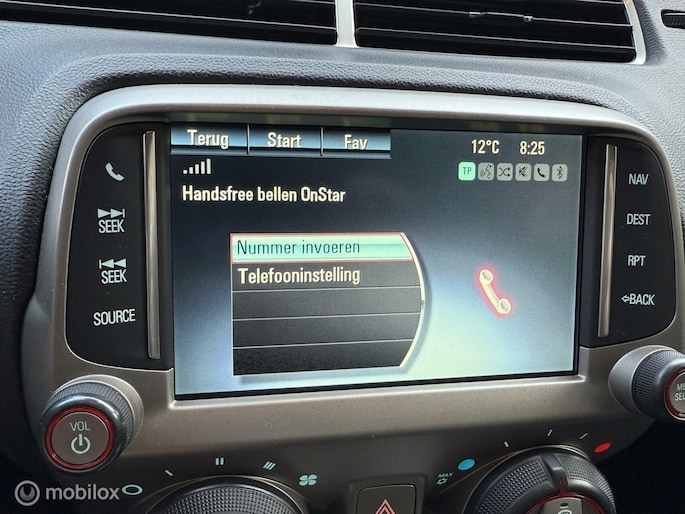 Terug Start Fav
12°C 8:25
TP
Handsfree bellen OnStar
Nummer invoeren
Telefooninstelling
SEEK
SEEK
SOURCE
NAV
DEST
RPT
BACK
VOL
MAX
mobilox